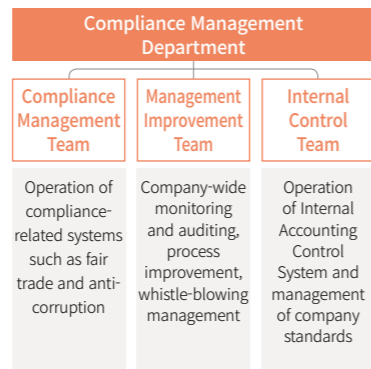 Compliance Management
Department
Compliance
Management
Team
Management
Improvement
Team
Internal
Control
Team
Operation of
compliance-
related systems
such as fair
trade and anti-
corruption
Company-wide
monitoring
and auditing,
process
improvement,
whistle-blowing
management
Operation
of Internal
Accounting
Control
System and
management
of company
standards